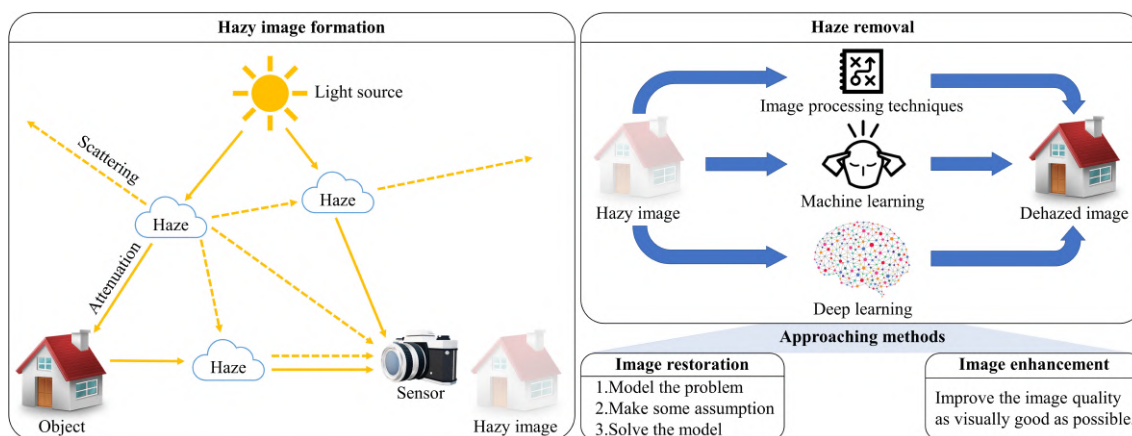 Hazy image formation
Light source
Scattering
Haze
Haze
Attenuation
Haze
Object
Sensor
Hazy image
Haze removal
Image processing techniques
Hazy image
Machine learning
Dehazed image
Deep learning
Approaching methods
Image restoration
1.Model the problem
2.Make some assumption
3.Solve the model
Image enhancement
Improve the image quality
as visually good as possible